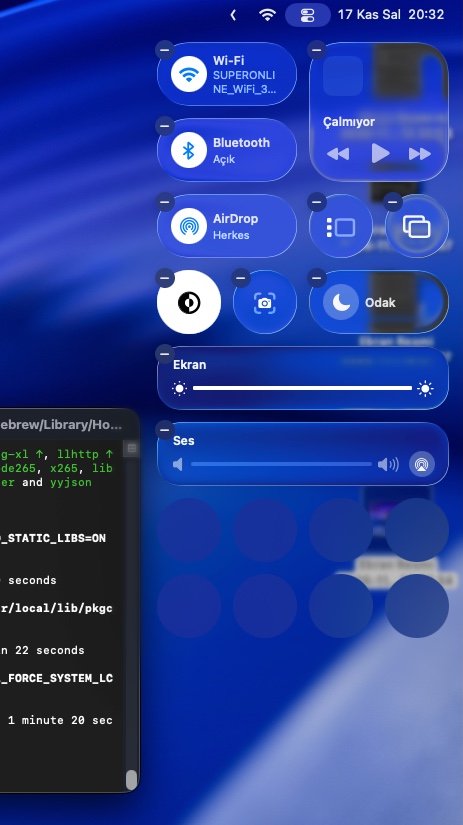 17 Kas Sal 20:32
Wi-Fi
SUPERONLI
NE_WiFi_3...
Çalmıyor
Bluetooth
Açık
AirDrop
Herkes
Odak
Ekran
Ses
ebrew/Library/Ho...
g-xl ↑, llhttp ↑
de265, x265, lib
er and yyjson
_STATIC_LIBS=ON
seconds
r/local/lib/pkgc
n 22 seconds
_FORCE_SYSTEM_LC
1 minute 20 sec